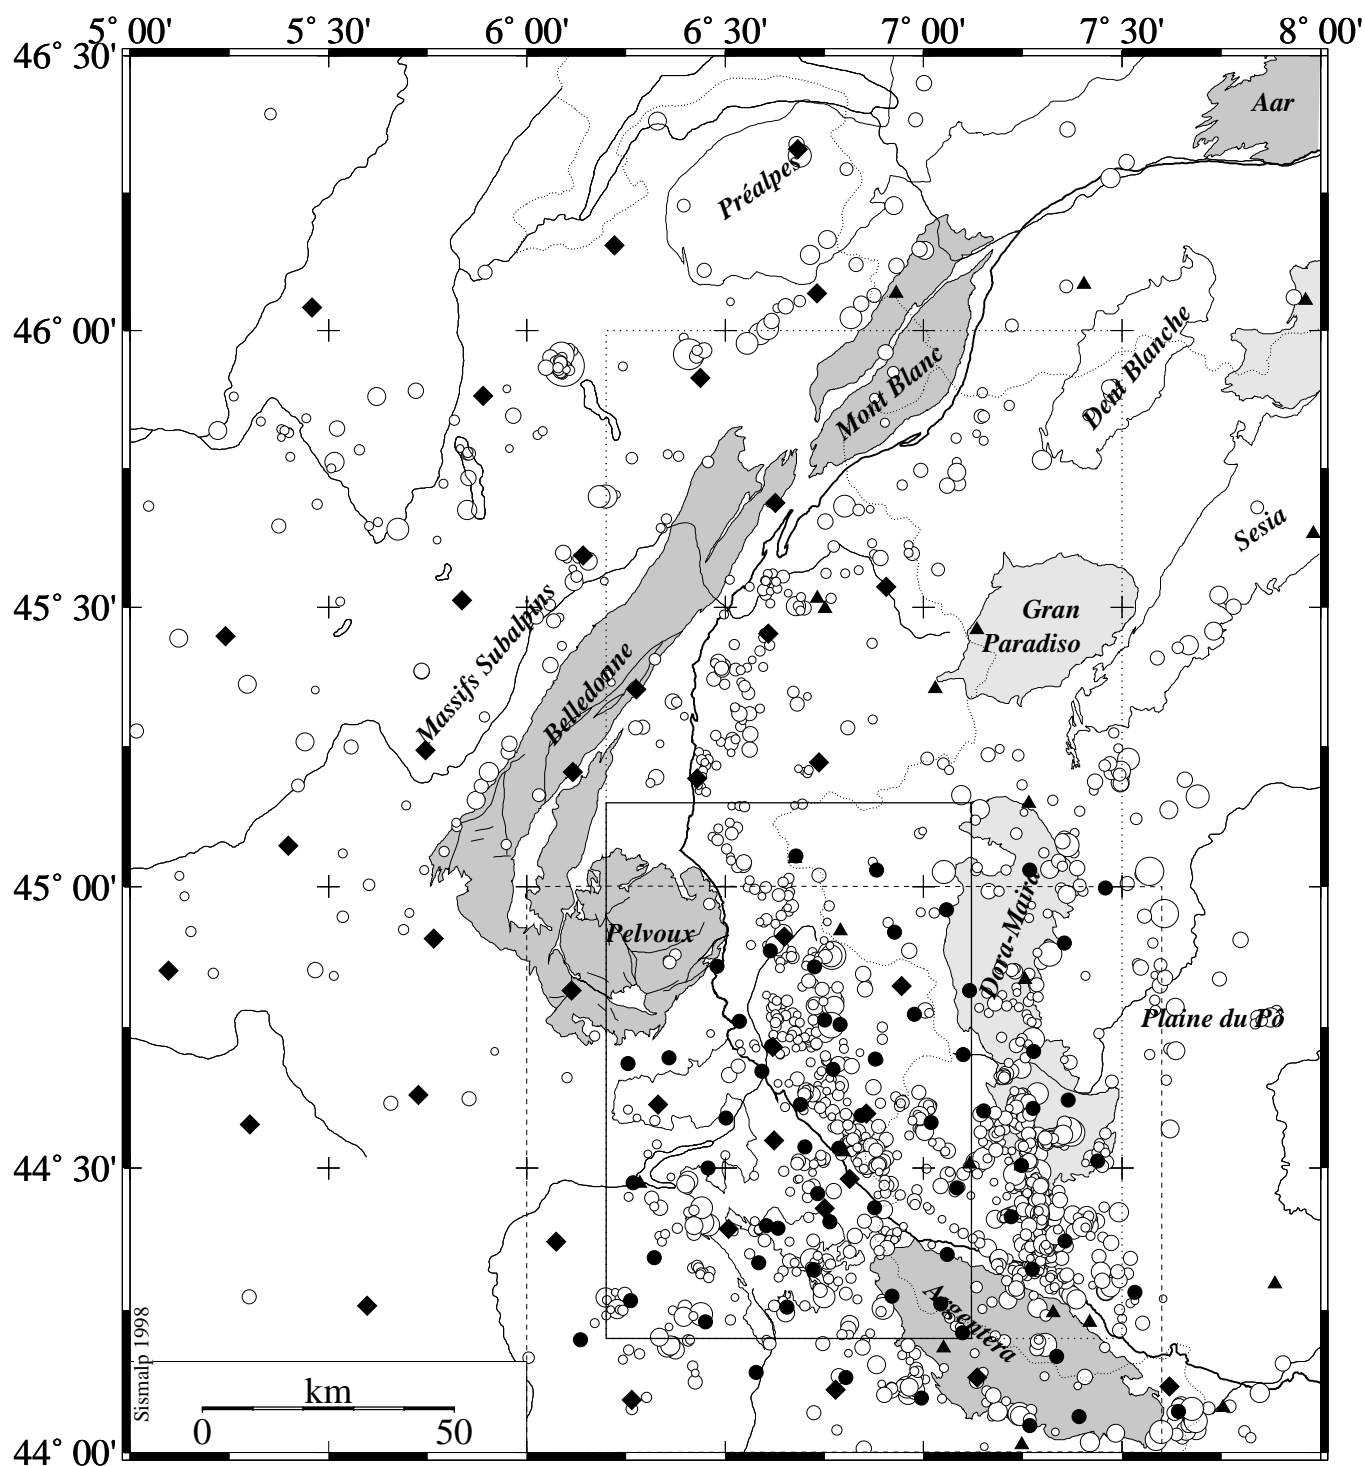 5° 00' 5° 30' 6° 00' 6° 30' 7° 00' 7° 30' 8° 00'
46° 30'
Aar
Préalpes
46° 00'
Dent Blanche
Mont Blanc
Sesia
45° 30'
Gran
Paradiso
Massifs Subalpins
Belledonne
45° 00'
Pelvoux
Dora-Maira
Plaine du Pô
44° 30'
Argentera
Sismalp 1998
km
0 50
44° 00'